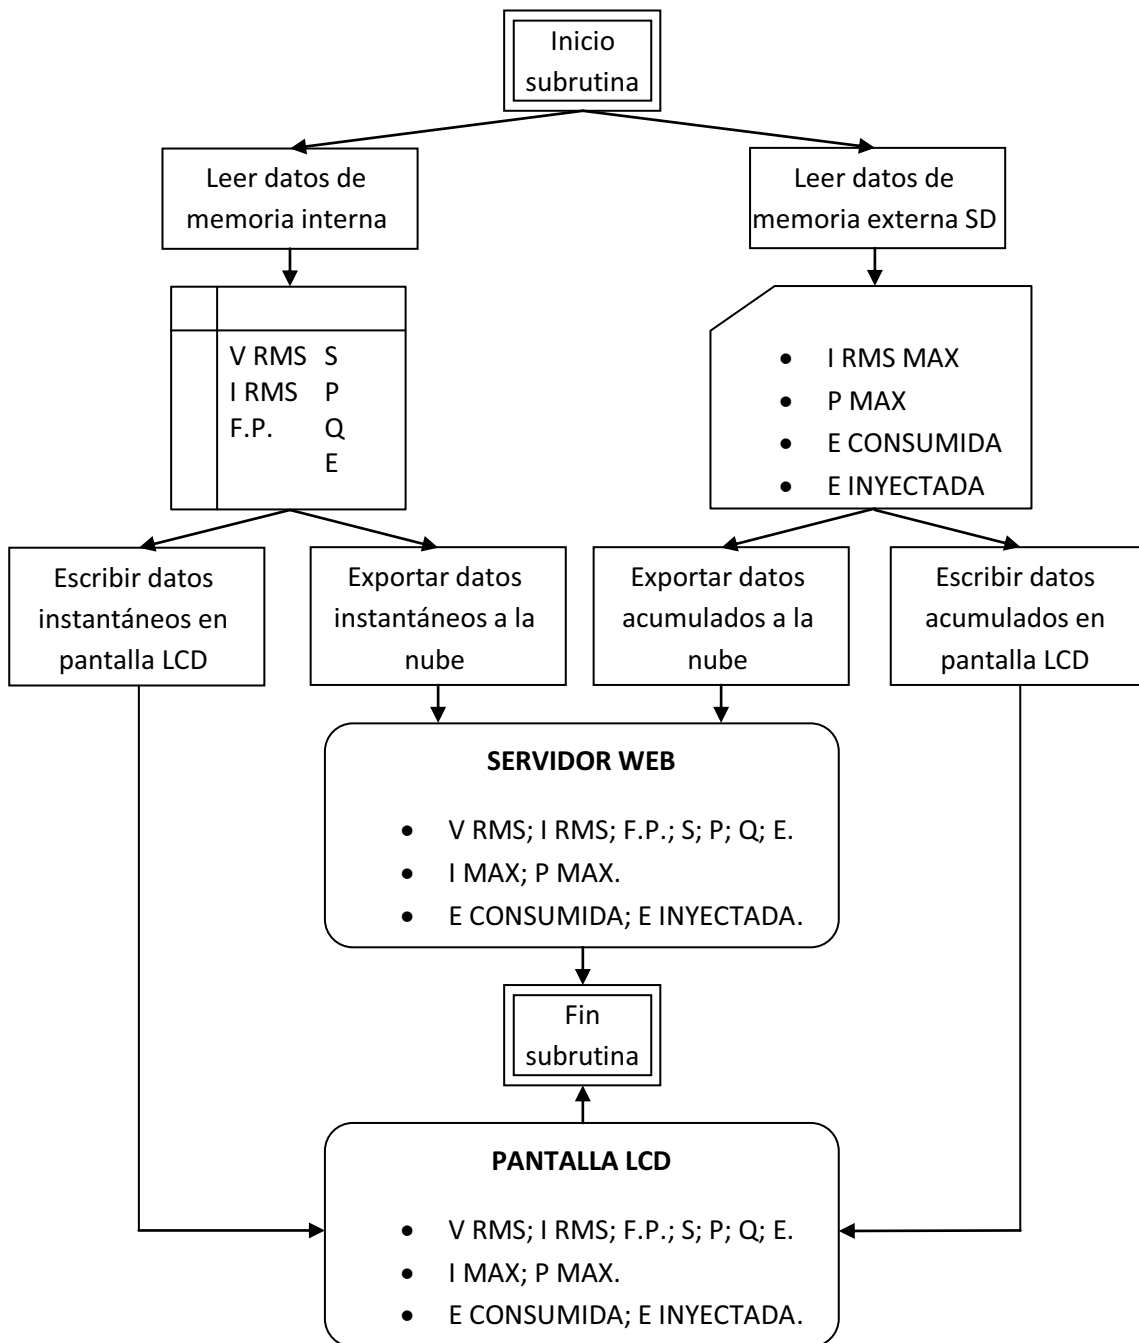 Inicio
subrutina
Leer datos de
memoria interna
Leer datos de
memoria externa SD
V RMS S
I RMS P
F.P. Q
E
• I RMS MAX
• P MAX
• E CONSUMIDA
• E INYECTADA
Escribir datos
instantáneos en
pantalla LCD
Exportar datos
instantáneos a la
nube
Exportar datos
acumulados a la
nube
Escribir datos
acumulados en
pantalla LCD
SERVIDOR WEB
• V RMS; I RMS; F.P.; S; P; Q; E.
• I MAX; P MAX.
• E CONSUMIDA; E INYECTADA.
Fin
subrutina
PANTALLA LCD
• V RMS; I RMS; F.P.; S; P; Q; E.
• I MAX; P MAX.
• E CONSUMIDA; E INYECTADA.